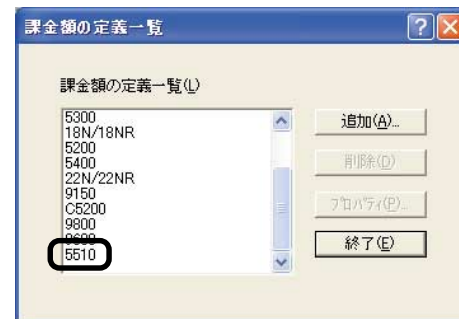 課金額の定義一覧
課金額の定義一覧(L)
5300
18N/18NR
5200
5400
22N/22NR
9150
C5200
9800
5510
追加(A)...
削除(D)
プロパティ(P)...
終了(E)